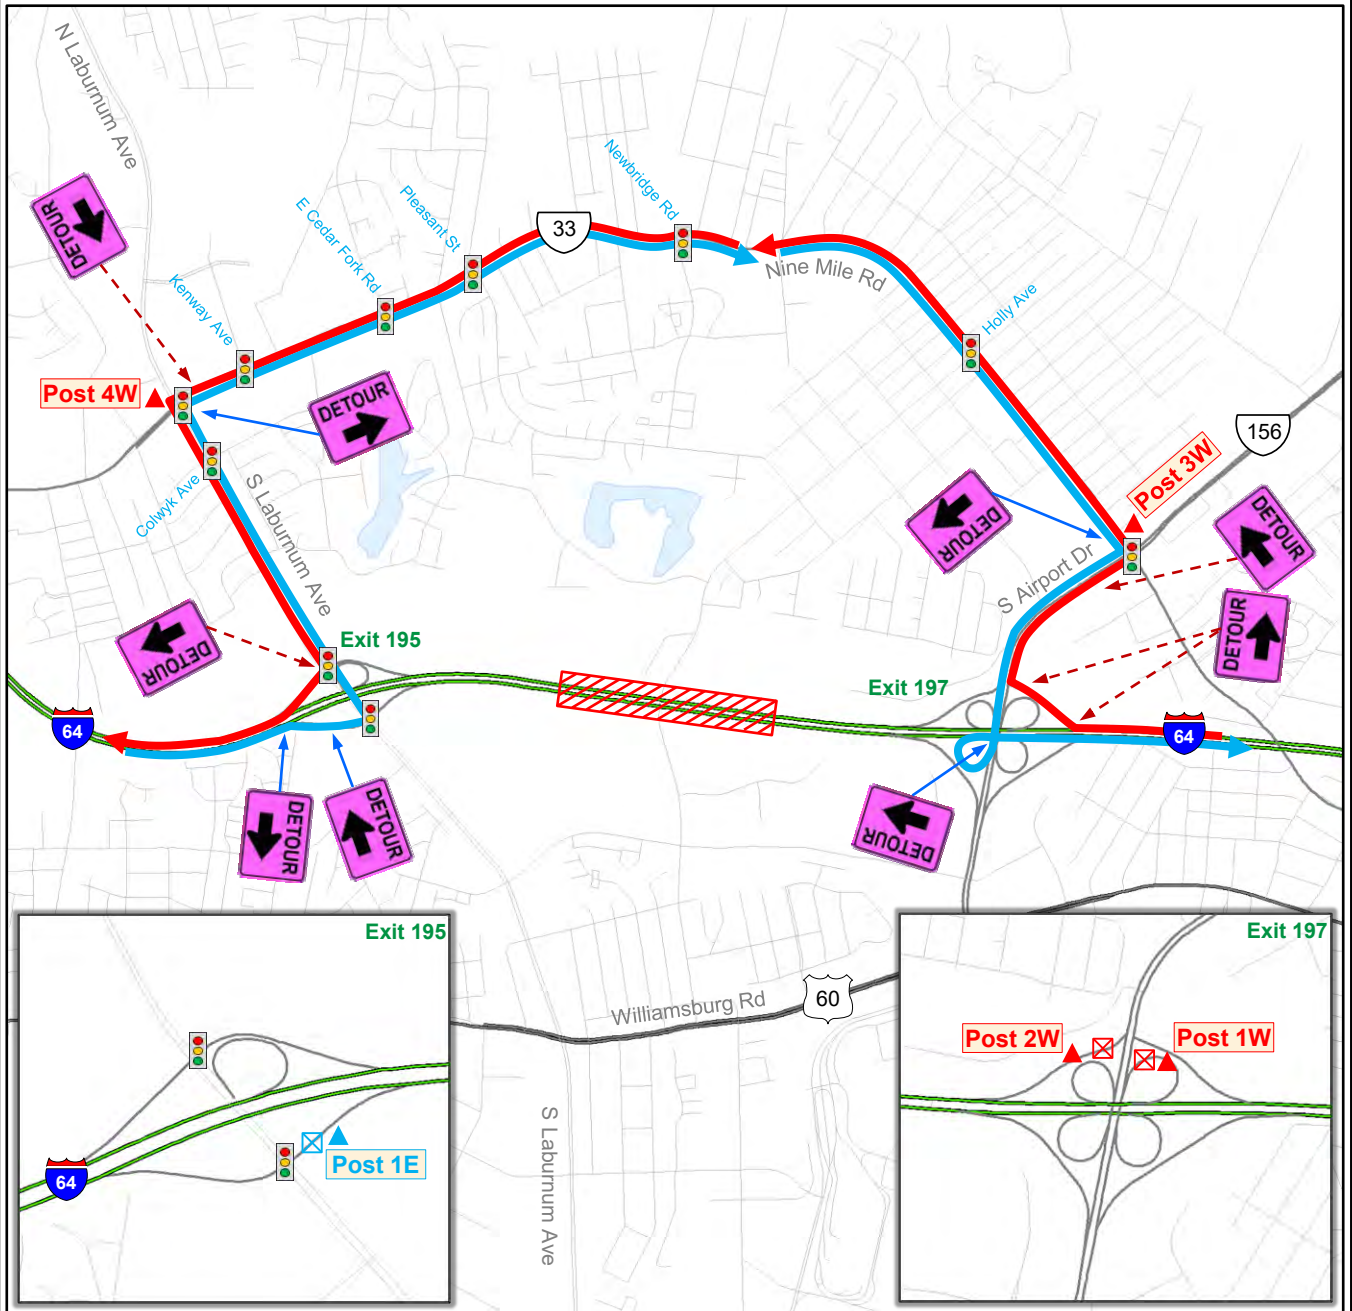 N Laburnum Ave
DETOUR
Kenway Ave
E Cedar Fork Rd
Pleasant St
33
Newbridge Rd
Nine Mile Rd
Holly Ave
156
Post 4W
DETOUR
Colwyk Ave
S Laburnum Ave
Post 3W
DETOUR
DETOUR
S Airport Dr
DETOUR
DETOUR
Exit 195
Exit 197
64
64
DETOUR
DETOUR
DETOUR
Williamsburg Rd
60
S Laburnum Ave
Exit 195
64
Post 1E
Exit 197
Post 2W
Post 1W